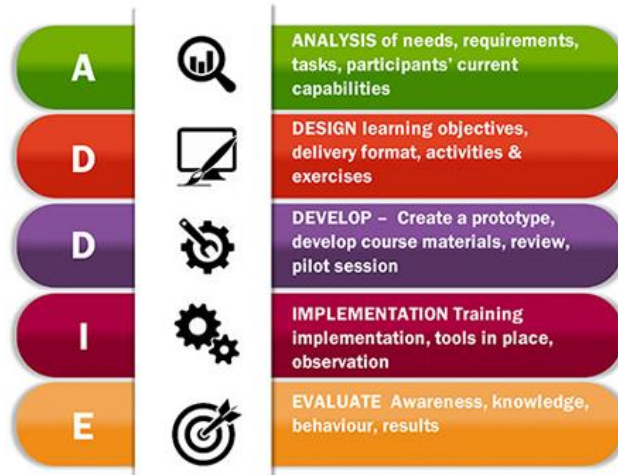 A
ANALYSIS of needs, requirements,
tasks, participants' current
capabilities
D
DESIGN learning objectives,
delivery format, activities &
exercises
D
DEVELOP – Create a prototype,
develop course materials, review,
pilot session
I
IMPLEMENTATION Training
implementation, tools in place,
observation
E
EVALUATE Awareness, knowledge,
behaviour, results